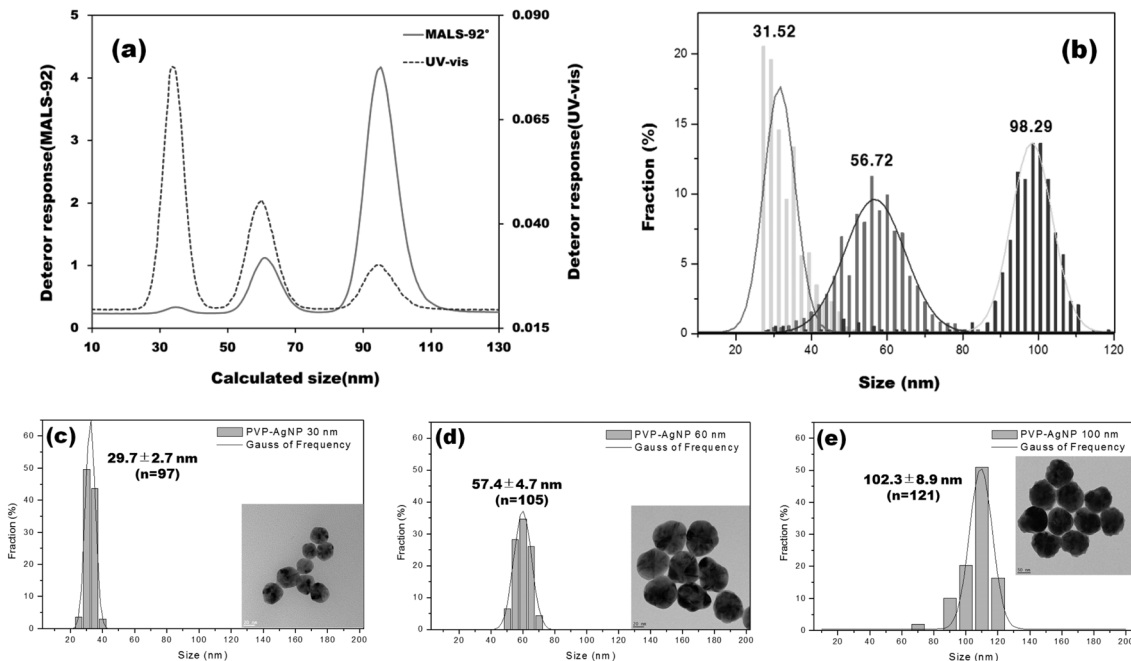 (a)
MALS-92°
UV-vis
Deteror response(MALS-92)
5
4
3
2
1
0
0.090
0.065
0.040
0.015
Deteror response(UV-vis)
10 30 50 70 90 110 130
Calculated size(nm)
(b)
31.52
56.72
98.29
Fraction (%)
20
15
10
5
0
20 40 60 80 100 120
Size (nm)
(c)
PVP-AgNP 30 nm
Gauss of Frequency
29.7±2.7 nm
(n=97)
Fraction (%)
60
50
40
30
20
10
0
0 20 40 60 80 100 120 140 160 180 200
Size (nm)
(d)
PVP-AgNP 60 nm
Gauss of Frequency
57.4±4.7 nm
(n=105)
Fraction (%)
60
50
40
30
20
10
0
0 20 40 60 80 100 120 140 160 180 200
Size (nm)
20 nm
(e)
PVP-AgNP 100 nm
Gauss of Frequency
102.3±8.9 nm
(n=121)
Fraction (%)
60
50
40
30
20
10
0
20 40 60 80 100 120 140 160 180 200
Size (nm)